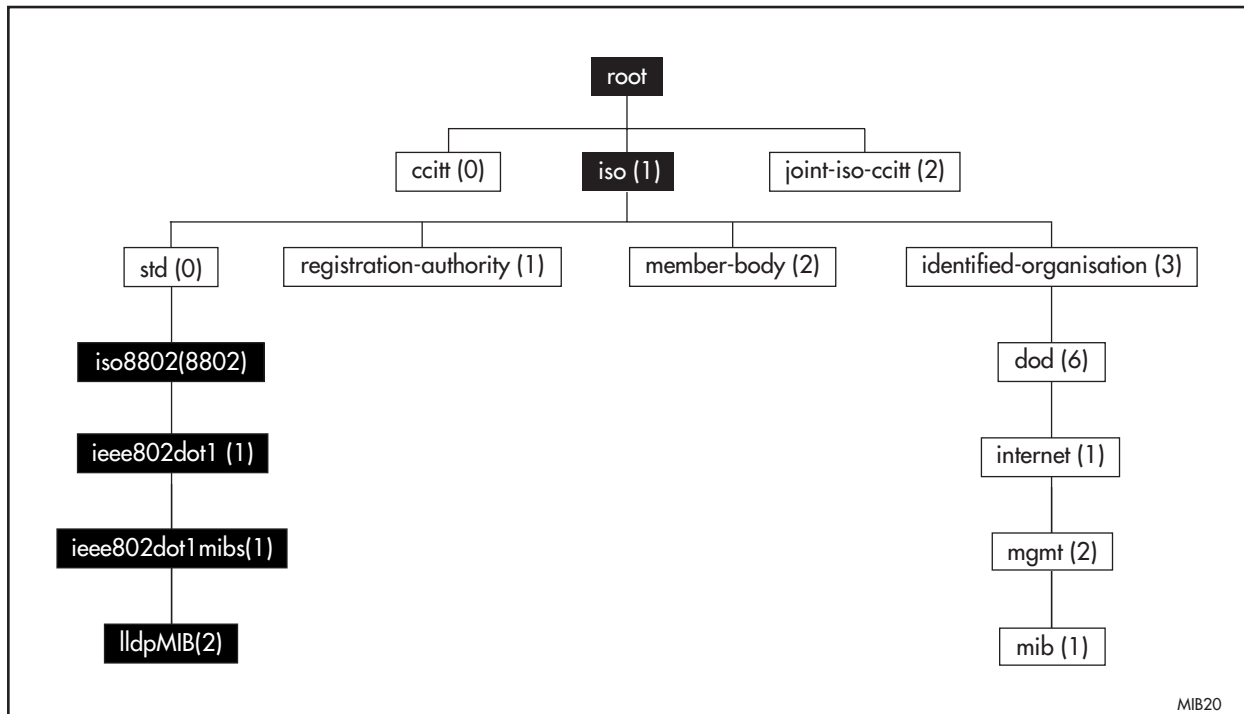 root
ccitt (0)
iso (1)
joint-iso-ccitt (2)
std (0)
registration-authority (1)
member-body (2)
identified-organisation (3)
iso8802(8802)
dod (6)
ieee802dot1 (1)
internet (1)
ieee802dot1mibs(1)
mgmt (2)
lldpMIB(2)
mib (1)
MIB20